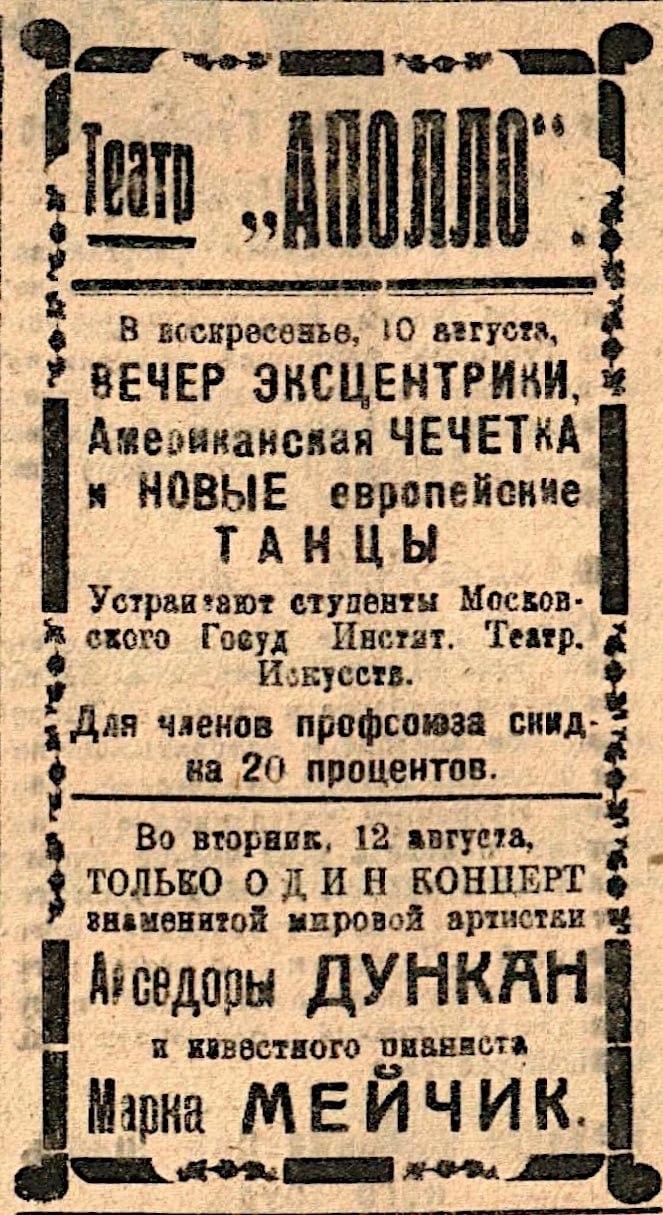 Театр „АПОЛЛО“.
В воскресенье, 10 августа,
ВЕЧЕР ЭКСЦЕНТРИКИ,
Американская ЧЕЧЕТКА
и НОВЫЕ европейские
ТАНЦЫ
Устраивают студенты Москов-
ского Госуд Инстит. Театр.
Искусств.
Для членов профсоюза скид-
ка 20 процентов.
Во вторник, 12 августа,
ТОЛЬКО ОДИН КОНЦЕРТ
знаменитой мировой артистки
Айседоры ДУНКАН
и известного пианиста
Марка МЕЙЧИК.